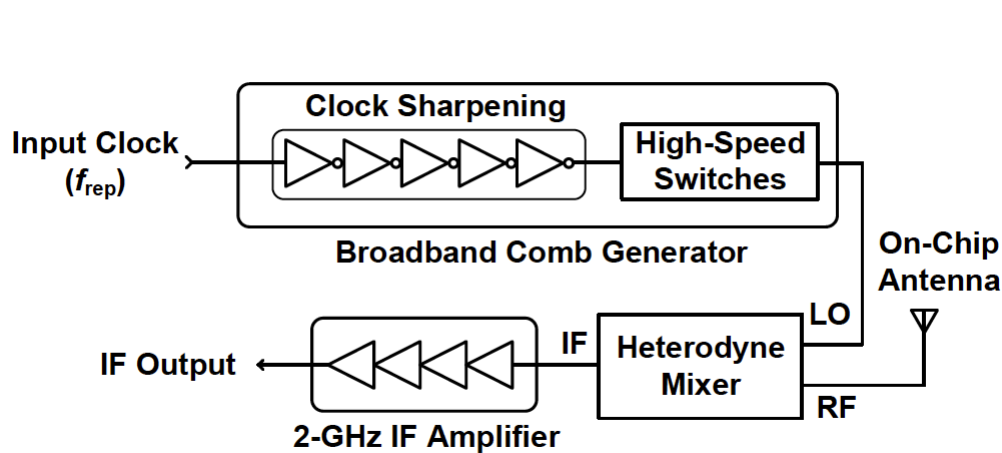 Clock Sharpening
Input Clock
(f_rep)
High-Speed
Switches
Broadband Comb Generator
On-Chip
Antenna
LO
IF
Heterodyne
Mixer
RF
IF Output
2-GHz IF Amplifier